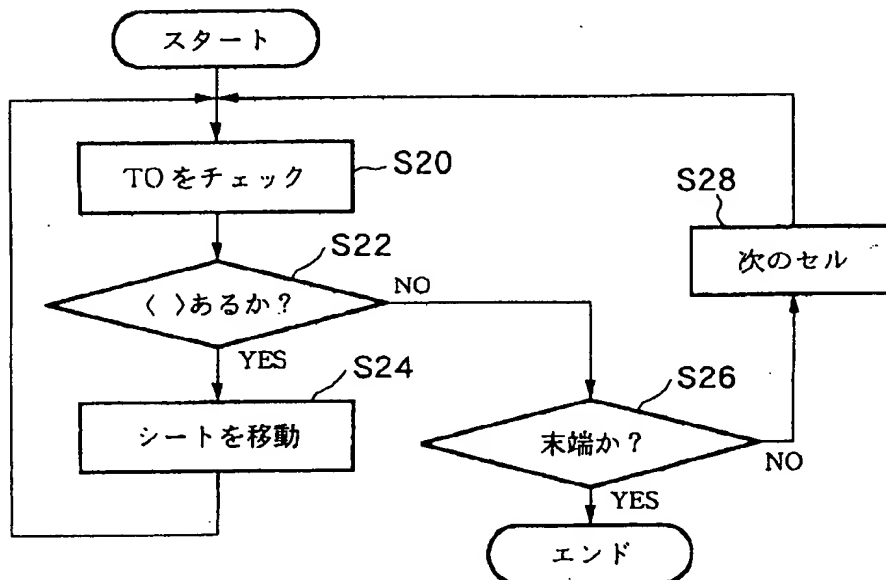 スタート
TOをチェック
S20
S22
〈 〉あるか？
NO
YES
S24
シートを移動
S28
次のセル
S26
末端か？
NO
YES
エンド